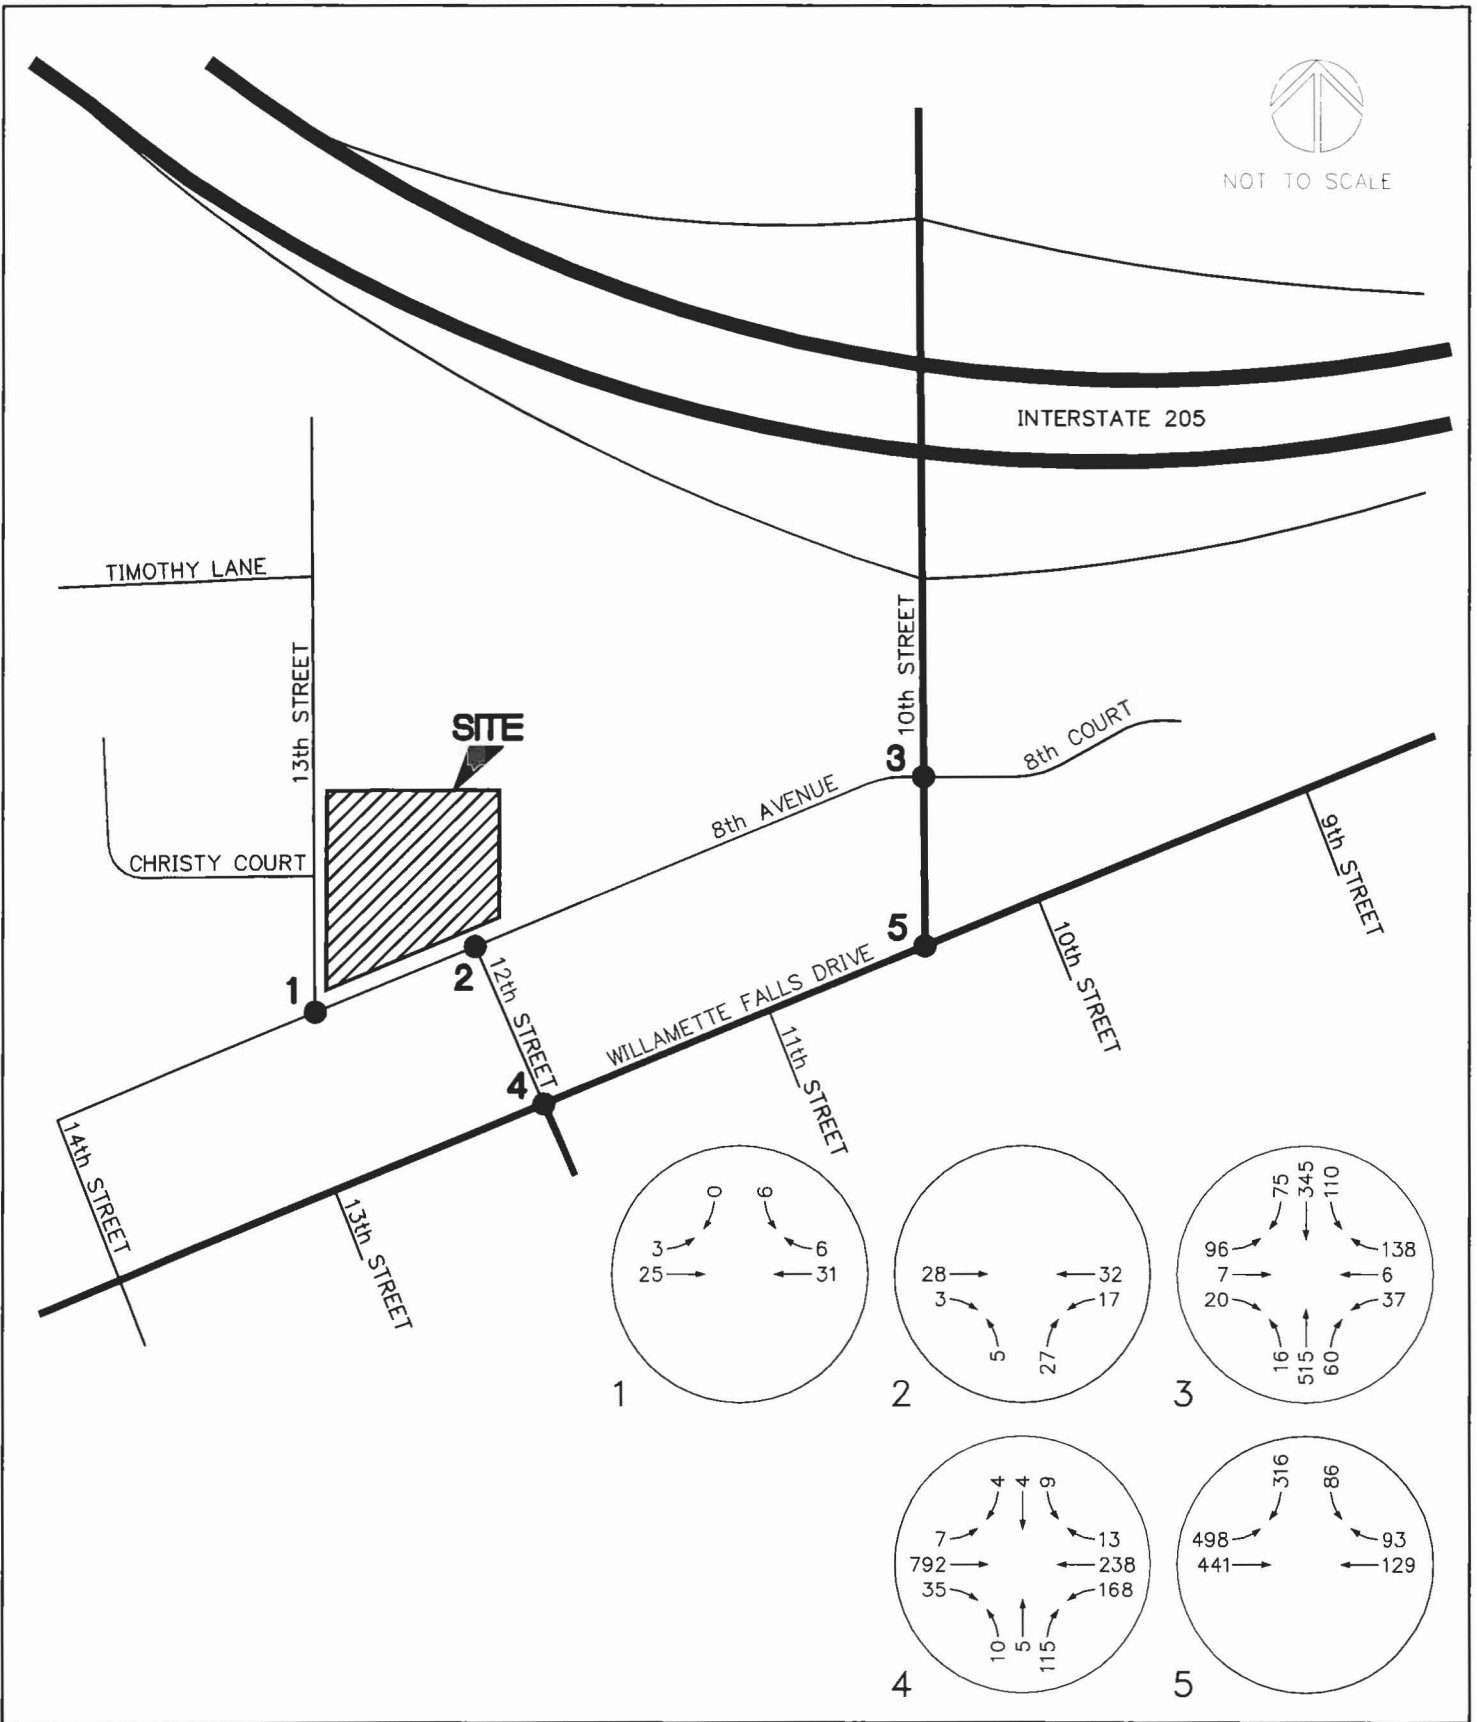 NOT TO SCALE
INTERSTATE 205
TIMOTHY LANE
13th STREET
10th STREET
SITE
3
8th COURT
8th AVENUE
CHRISTY COURT
9th STREET
5
10th STREET
2
12th STREET
1
WILLAMETTE FALLS DRIVE
11th STREET
4
14th STREET
13th STREET
0 6
3 6
25 31
1
28 32
3 17
5 27
2
75 345 110
96 138
7 6
20 37
16 515 60
3
4 4 9
7 13
792 238
35 168
10 5 115
4
316 86
498 93
441 129
5